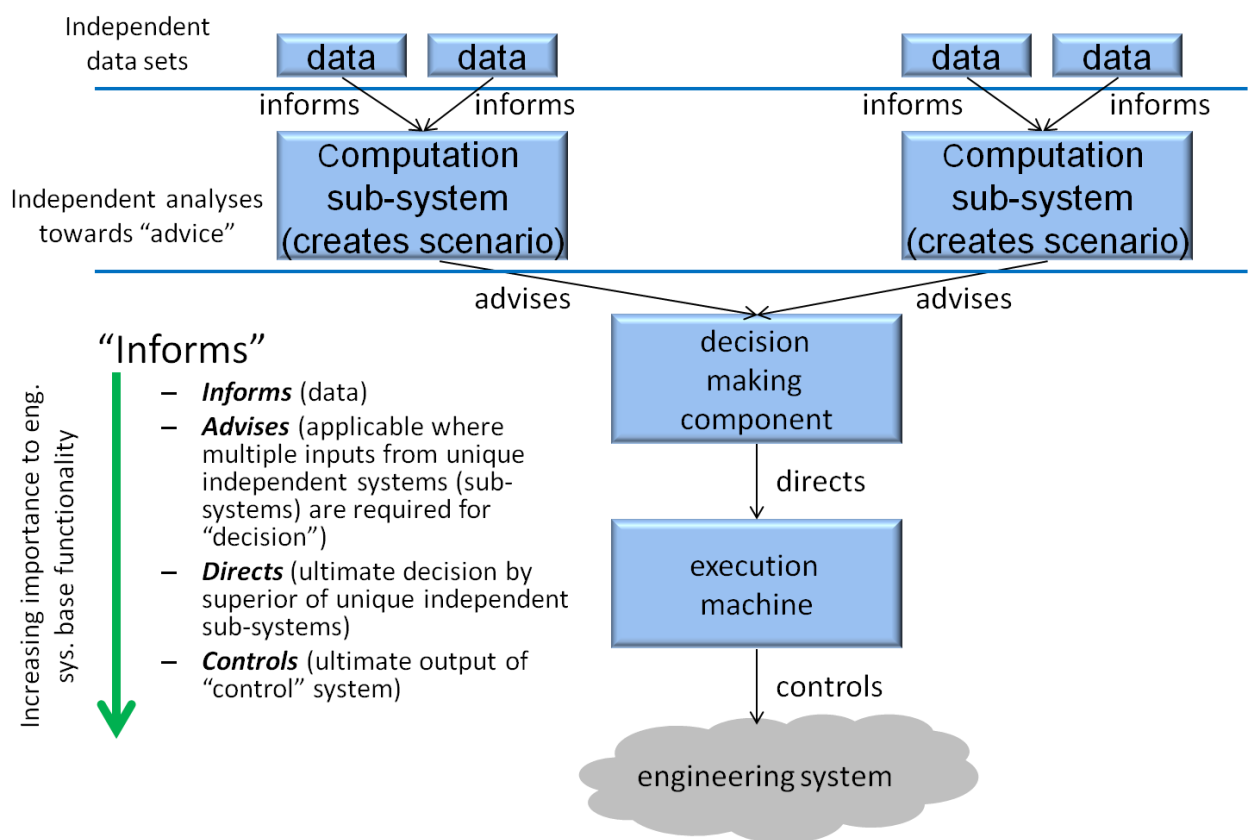 Independent
data sets
data
data
data
data
informs
informs
informs
informs
Independent analyses
towards “advice”
Computation
sub-system
(creates scenario)
Computation
sub-system
(creates scenario)
advises
advises
decision
making
component
directs
execution
machine
controls
engineering system
“Informs”
Increasing importance to eng.
sys. base functionality
– Informs (data)
– Advises (applicable where
multiple inputs from unique
independent systems (sub-
systems) are required for
“decision”)
– Directs (ultimate decision by
superior of unique independent
sub-systems)
– Controls (ultimate output of
“control” system)